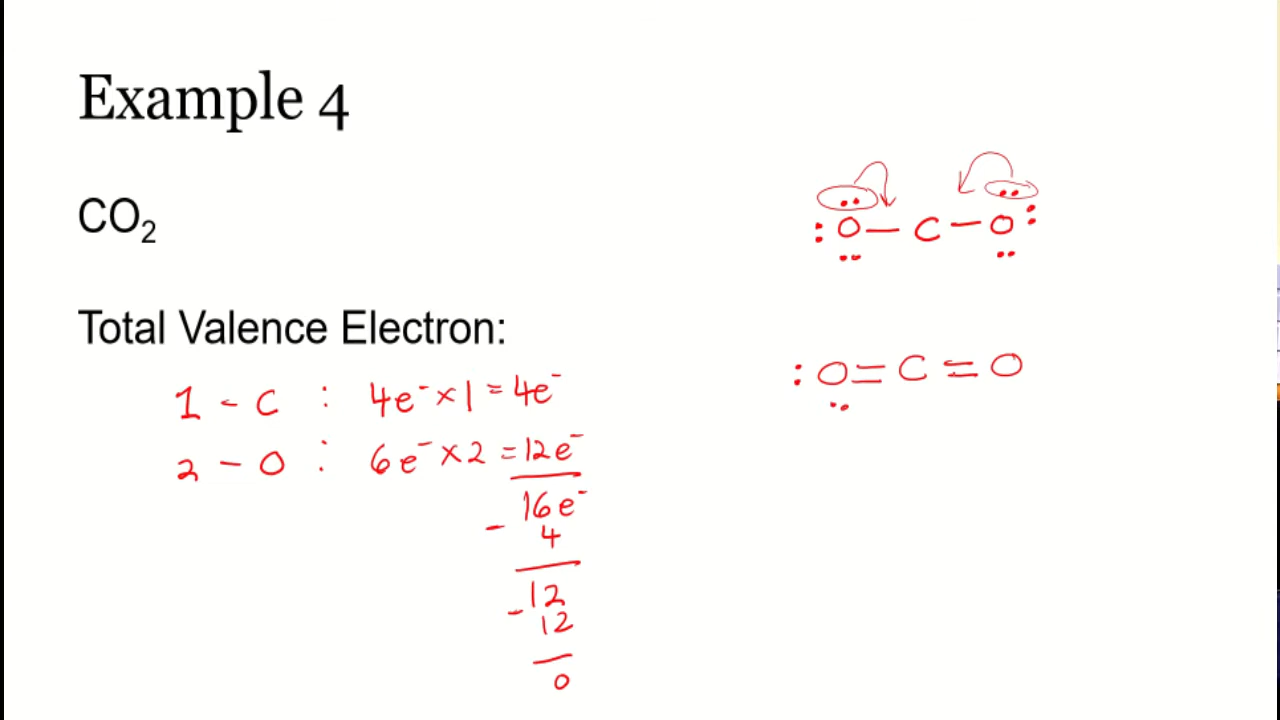 Example 4
CO₂
Total Valence Electron:
1 - C : 4e⁻ × 1 = 4e⁻
2 - O : 6e⁻ × 2 = 12e⁻
16e⁻
- 4
12
- 12
0
:O — C — O:
:O = C = O